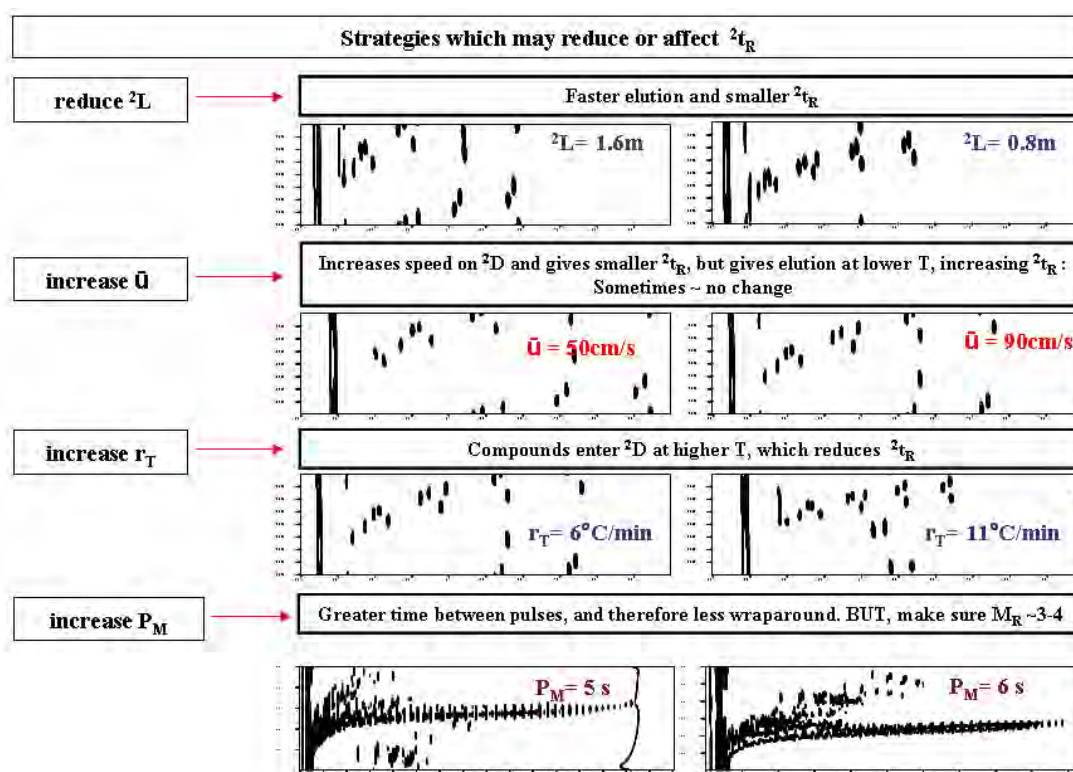 Strategies which may reduce or affect ²tR
reduce ²L
Faster elution and smaller ²tR
²L= 1.6m
²L= 0.8m
increase ū
Increases speed on ²D and gives smaller ²tR, but gives elution at lower T, increasing ²tR :
Sometimes ~ no change
ū = 50cm/s
ū = 90cm/s
increase rT
Compounds enter ²D at higher T, which reduces ²tR
rT= 6°C/min
rT= 11°C/min
increase PM
Greater time between pulses, and therefore less wraparound. BUT, make sure MR ~3-4
PM= 5 s
PM= 6 s